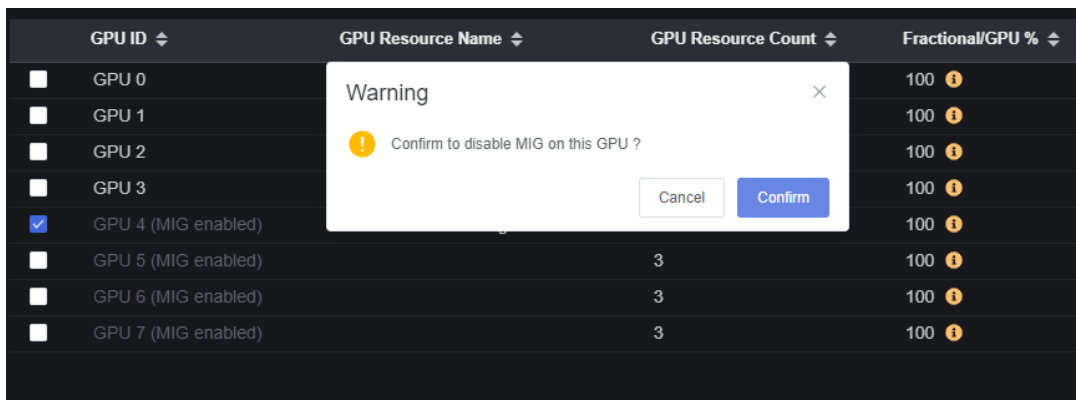 GPU ID GPU Resource Name GPU Resource Count Fractional/GPU %
GPU 0 100
GPU 1 100
GPU 2 100
GPU 3 100
GPU 4 (MIG enabled) 100
GPU 5 (MIG enabled) 3 100
GPU 6 (MIG enabled) 3 100
GPU 7 (MIG enabled) 3 100
Warning
Confirm to disable MIG on this GPU ?
Cancel Confirm